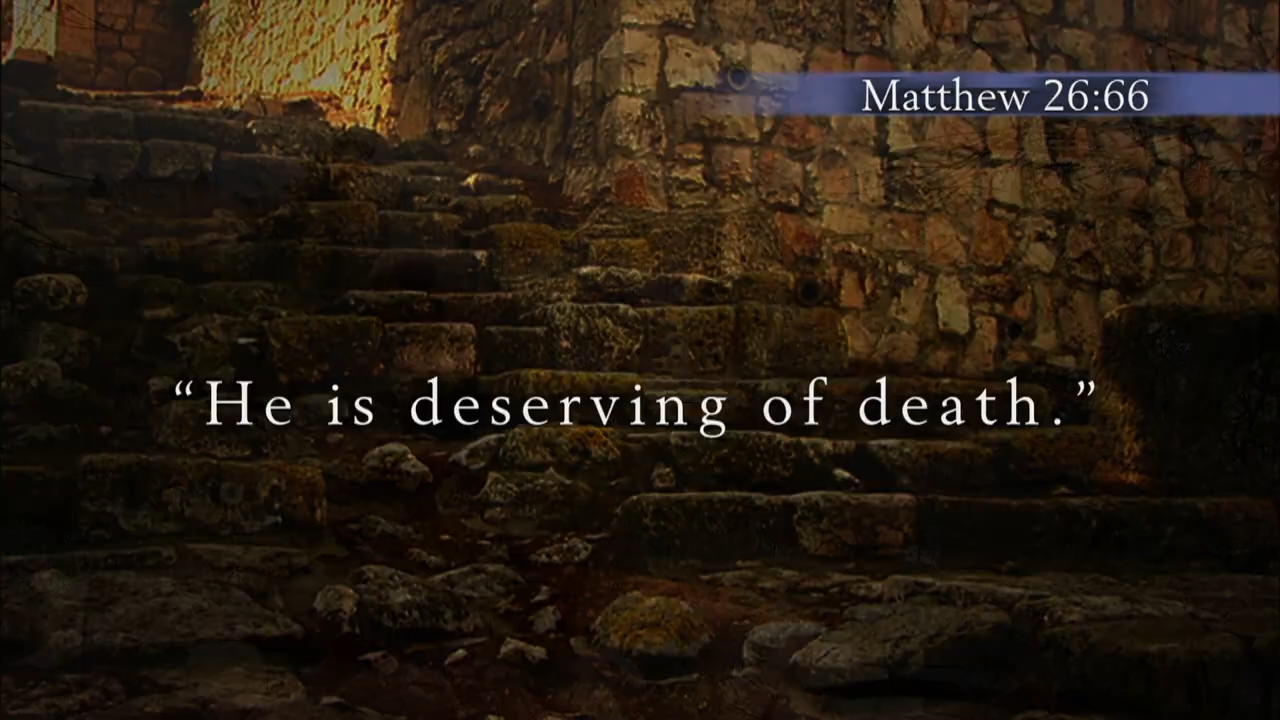 Matthew 26:66
“He is deserving of death.”